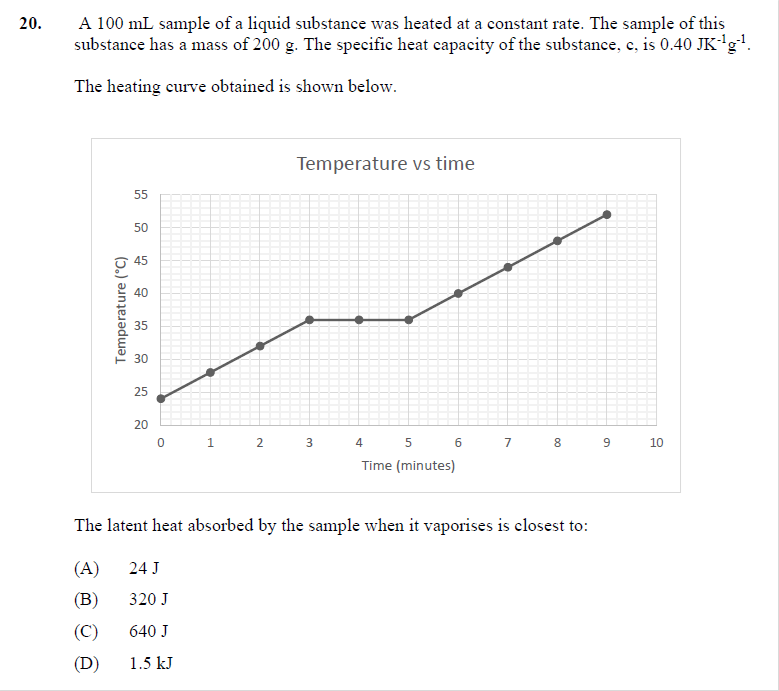 20. A 100 mL sample of a liquid substance was heated at a constant rate. The sample of this
substance has a mass of 200 g. The specific heat capacity of the substance, c, is 0.40 JK⁻¹g⁻¹.
The heating curve obtained is shown below.
Temperature vs time
55
50
45
40
35
30
25
20
Temperature (°C)
0 1 2 3 4 5 6 7 8 9 10
Time (minutes)
The latent heat absorbed by the sample when it vaporises is closest to:
(A) 24 J
(B) 320 J
(C) 640 J
(D) 1.5 kJ